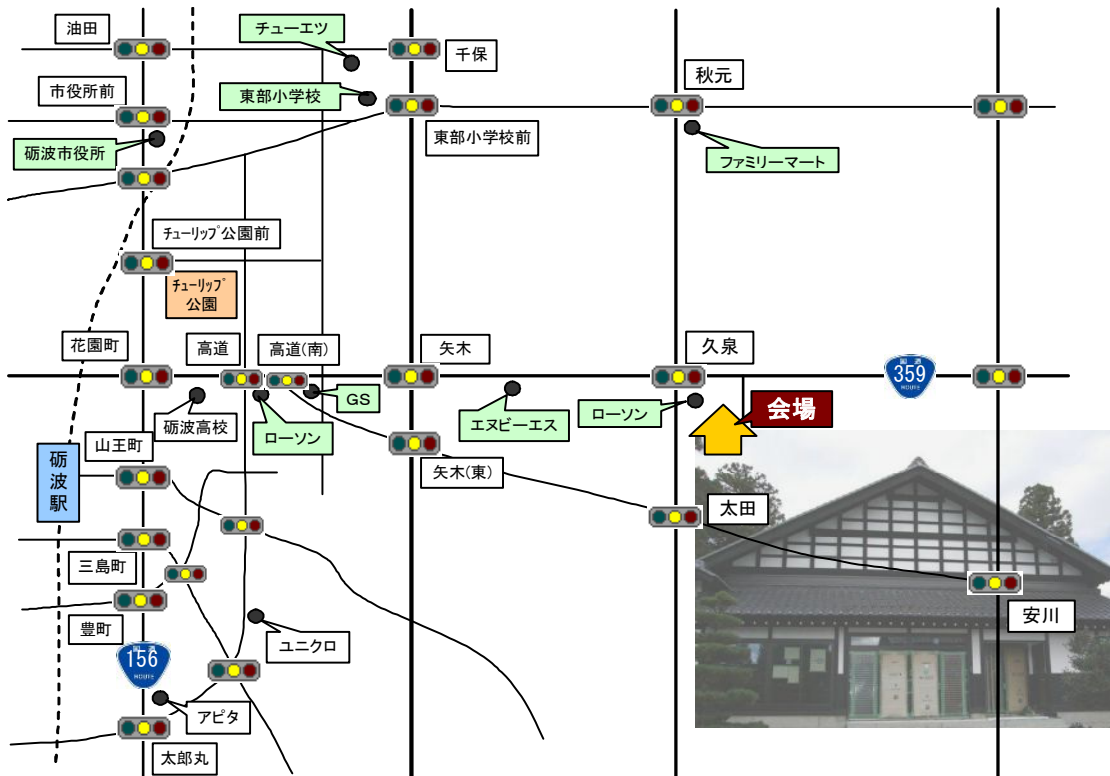 油田
チューエツ
千保
秋元
市役所前
東部小学校
東部小学校前
砺波市役所
ファミリーマート
チューリップ公園前
チューリップ
公園
花園町
高道
高道(南)
矢木
久泉
国道
359
ROUTE
GS
会場
砺波高校
ローソン
エヌビーエス
ローソン
山王町
砺波駅
矢木(東)
太田
三島町
安川
豊町
ユニクロ
国道
156
ROUTE
アピタ
太郎丸